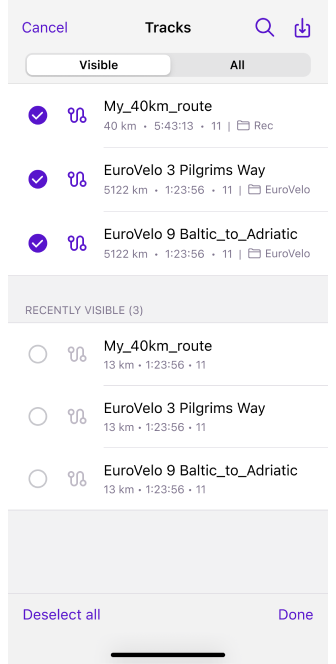 Cancel Tracks
Visible All
My_40km_route
40 km • 5:43:13 • 11 | Rec
EuroVelo 3 Pilgrims Way
5122 km • 1:23:56 • 11 | EuroVelo
EuroVelo 9 Baltic_to_Adriatic
5122 km • 1:23:56 • 11 | EuroVelo
RECENTLY VISIBLE (3)
My_40km_route
13 km • 1:23:56 • 11
EuroVelo 3 Pilgrims Way
13 km • 1:23:56 • 11
EuroVelo 9 Baltic_to_Adriatic
13 km • 1:23:56 • 11
Deselect all Done